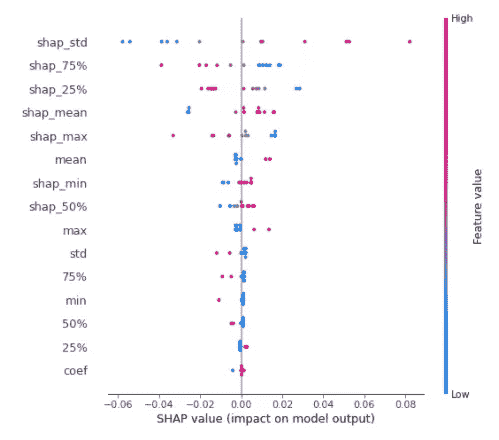 High
shap_std
shap_75%
shap_25%
shap_mean
shap_max
mean
shap_min
shap_50%
max
std
75%
min
50%
25%
coef
Feature value
Low
−0.06 −0.04 −0.02 0.00 0.02 0.04 0.06 0.08
SHAP value (impact on model output)